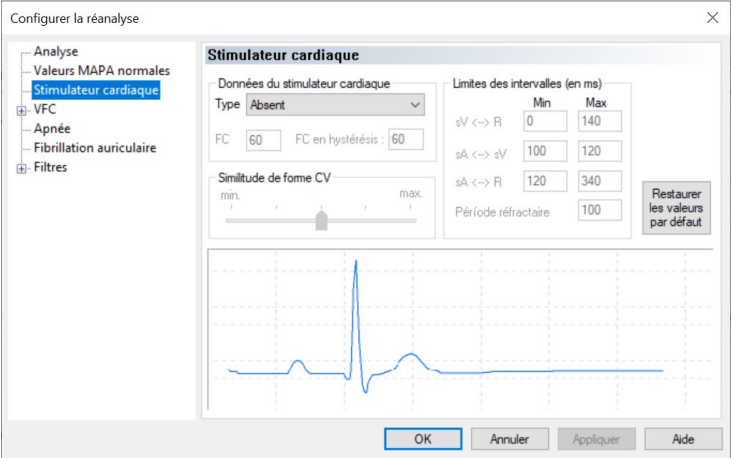 Configurer la réanalyse
Analyse
Valeurs MAPA normales
Stimulateur cardiaque
VFC
Apnée
Fibrillation auriculaire
Filtres
Stimulateur cardiaque
Données du stimulateur cardiaque
Type Absent
FC 60 FC en hystérésis : 60
Similitude de forme CV
min. max.
Limites des intervalles (en ms)
Min Max
sV <--> R 0 140
sA <--> sV 100 120
sA <--> R 120 340
Période réfractaire 100
Restaurer
les valeurs
par défaut
OK Annuler Appliquer Aide